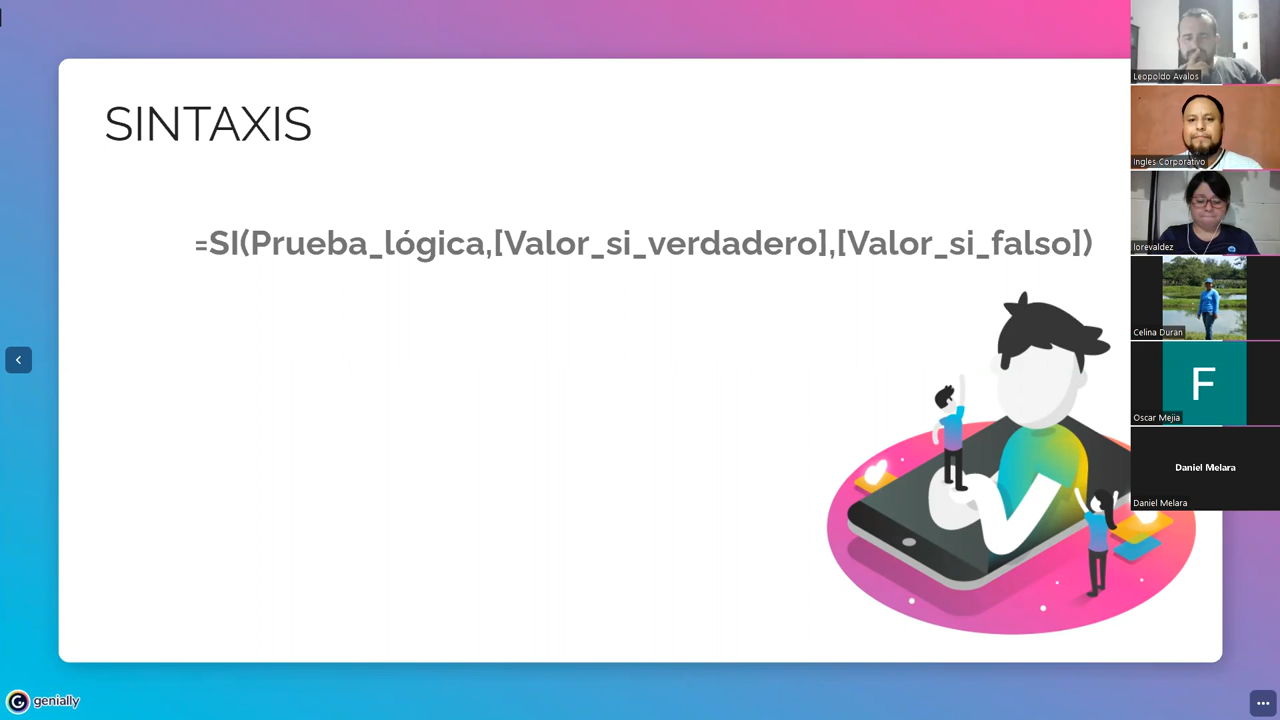 SINTAXIS
=SI(Prueba_lógica,[Valor_si_verdadero],[Valor_si_falso])
Leopoldo Avalos
Ingles Corporativo
lorevaldez
Celina Duran
F
Oscar Mejia
Daniel Melara
Daniel Melara
genially